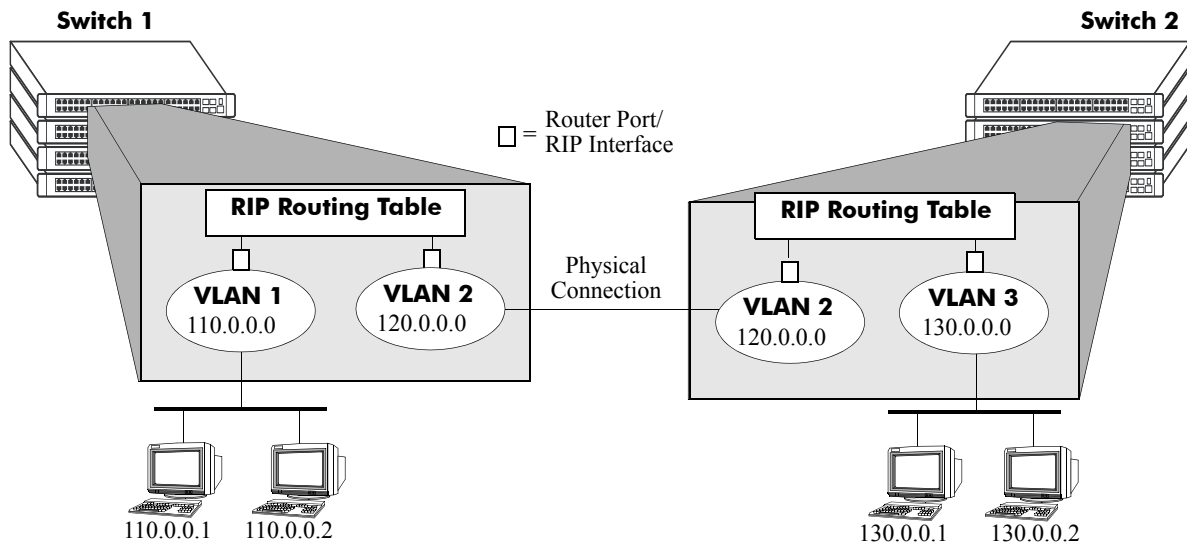 Switch 1
Switch 2
= Router Port/
RIP Interface
RIP Routing Table
RIP Routing Table
VLAN 1
110.0.0.0
VLAN 2
120.0.0.0
Physical
Connection
VLAN 2
120.0.0.0
VLAN 3
130.0.0.0
110.0.0.1
110.0.0.2
130.0.0.1
130.0.0.2